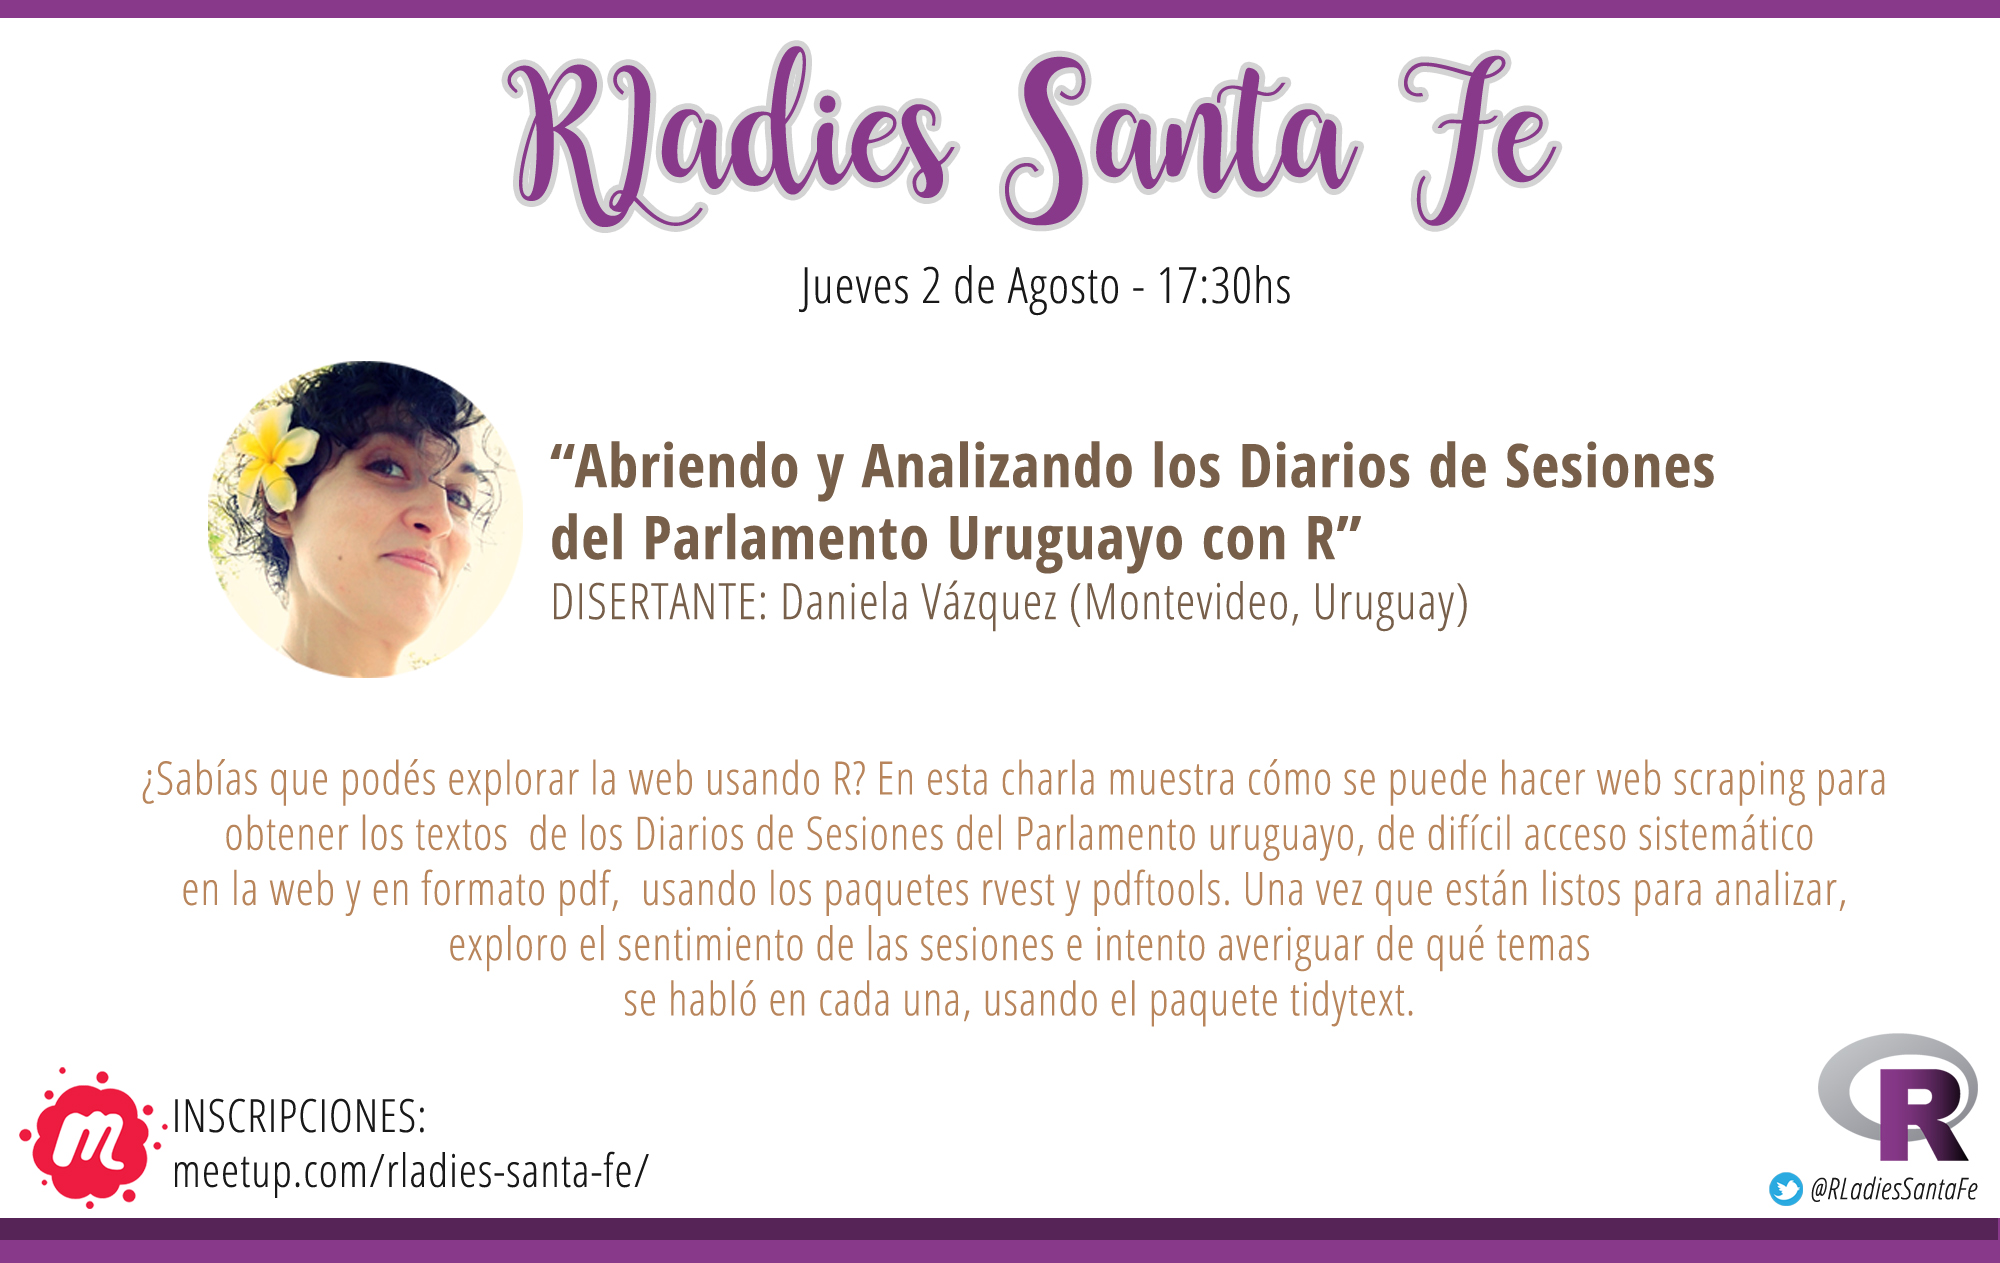 RLadies Santa Fe
Jueves 2 de Agosto - 17:30hs
“Abriendo y Analizando los Diarios de Sesiones
del Parlamento Uruguayo con R”
DISERTANTE: Daniela Vázquez (Montevideo, Uruguay)
¿Sabías que podés explorar la web usando R? En esta charla muestra cómo se puede hacer web scraping para
obtener los textos de los Diarios de Sesiones del Parlamento uruguayo, de difícil acceso sistemático
en la web y en formato pdf, usando los paquetes rvest y pdftools. Una vez que están listos para analizar,
exploro el sentimiento de las sesiones e intento averiguar de qué temas
se habló en cada una, usando el paquete tidytext.
m
INSCRIPCIONES:
meetup.com/rladies-santa-fe/
R
@RLadiesSantaFe